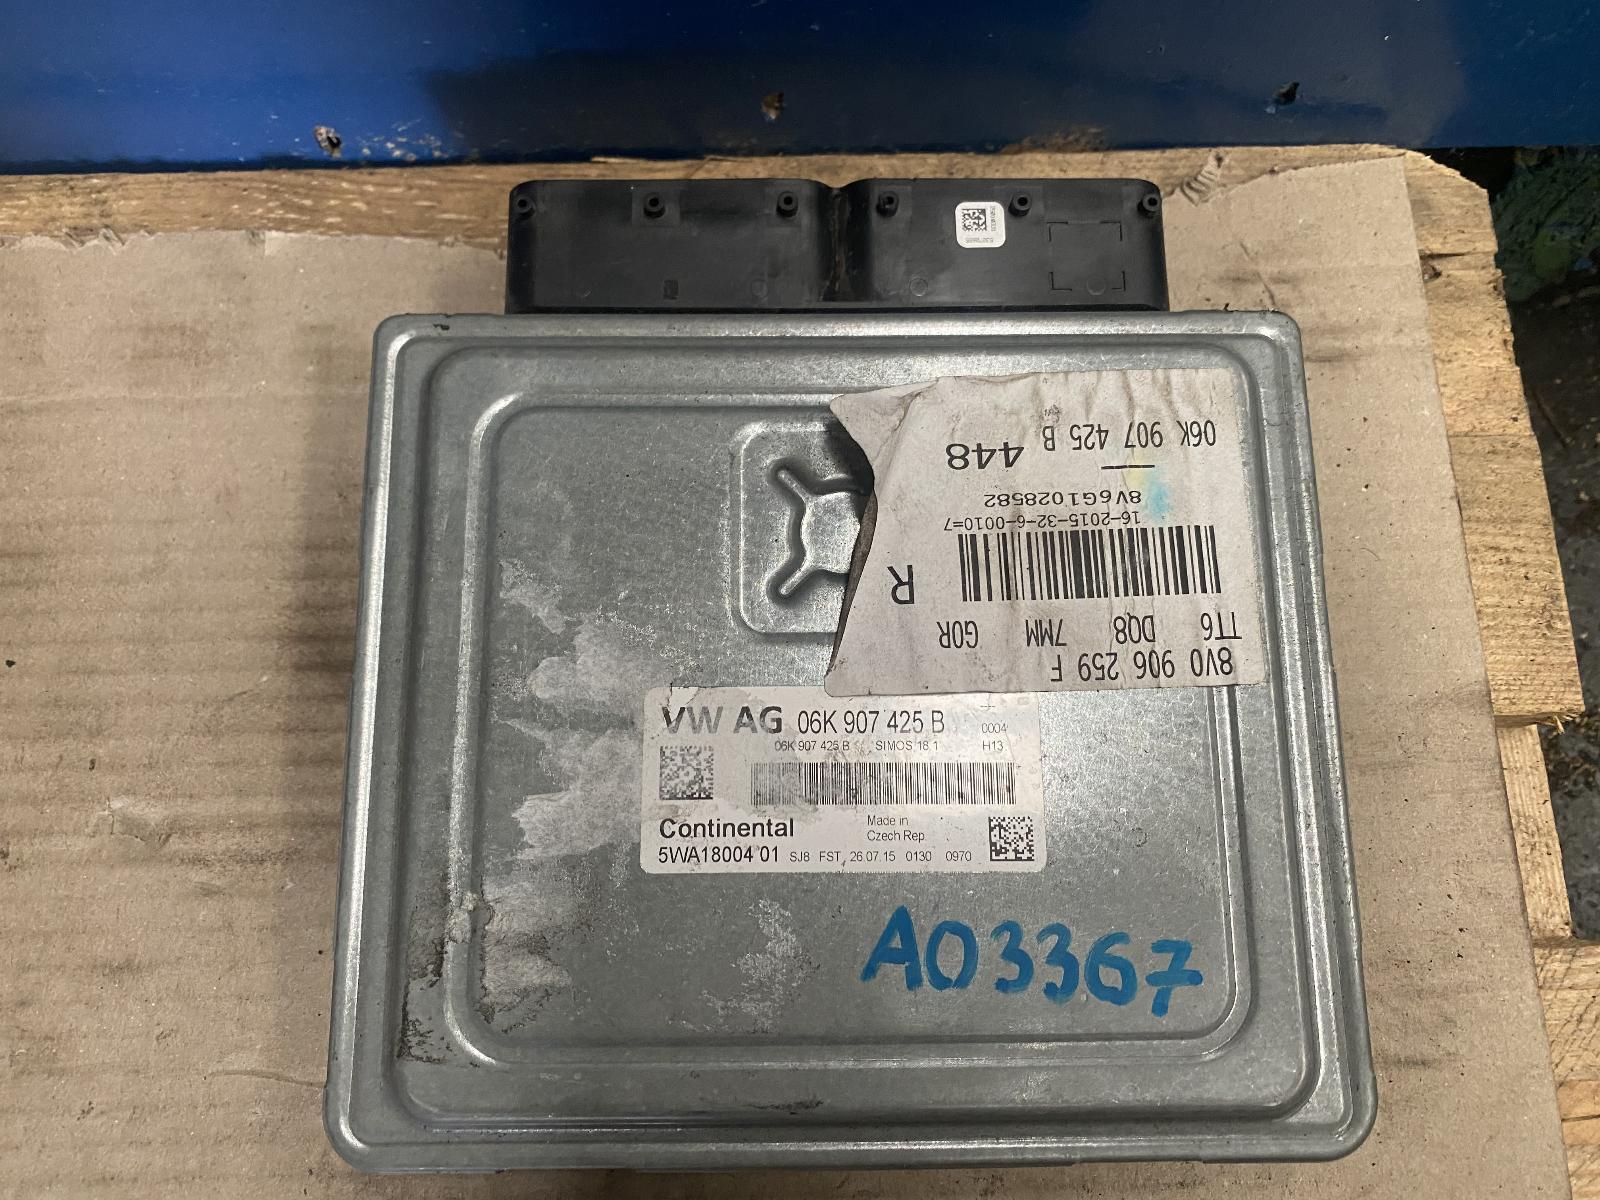 8V0 906 259 F
TT6 DQ8 7MM G0R
R
16-2015-32-6-0010=7
8V6G1028582
448
06K 907 425 B
VW AG 06K 907 425 B 0004
06K 907 425 B SIMOS 18.1 H13
Continental Made in
Czech Rep.
5WA18004 01 SJ8 FST 26.07.15 0130 0970
A03367